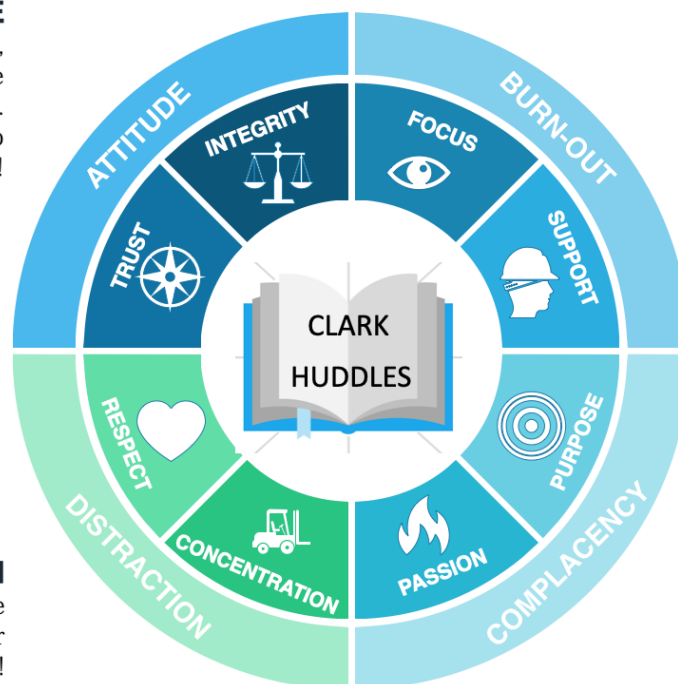 ATTITUDE
BURN-OUT
INTEGRITY
FOCUS
TRUST
SUPPORT
CLARK
HUDDLES
RESPECT
PURPOSE
CONCENTRATION
PASSION
DISTRACTION
COMPLACENCY